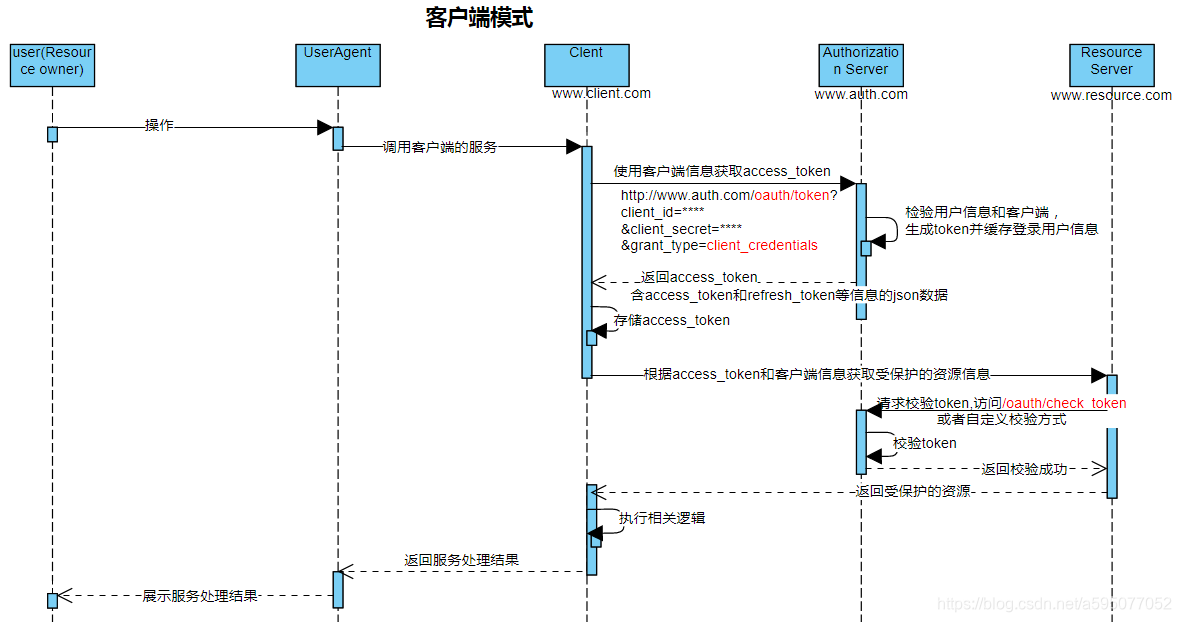 客户端模式
user(Resour
ce owner)
UserAgent
Clent
Authorizatio
n Server
Resource
Server
www.client.com
www.auth.com
www.resource.com
操作
调用客户端的服务
使用客户端信息获取access_token
http://www.auth.com/oauth/token?
client_id=****
&client_secret=****
&grant_type=client_credentials
检验用户信息和客户端，
生成token并缓存登录用户信息
返回access_token
含access_token和refresh_token等信息的json数据
存储access_token
根据access_token和客户端信息获取受保护的资源信息
请求校验token,访问/oauth/check_token
或者自定义校验方式
校验token
返回校验成功
返回受保护的资源
执行相关逻辑
返回服务处理结果
展示服务处理结果
https://blog.csdn.net/a595077052